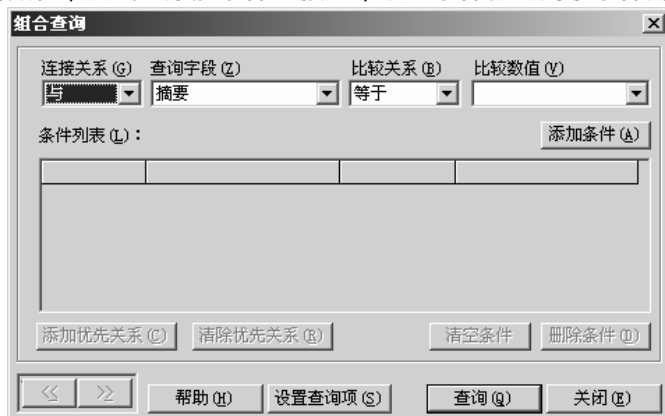 组合查询
连接关系(G) 查询字段(Z) 比较关系(B) 比较数值(V)
与 摘要 等于
条件列表(L)： 添加条件(A)
添加优先关系(C) 清除优先关系(R) 清空条件 删除条件(D)
<< >> 帮助(H) 设置查询项(S) 查询(Q) 关闭(E)